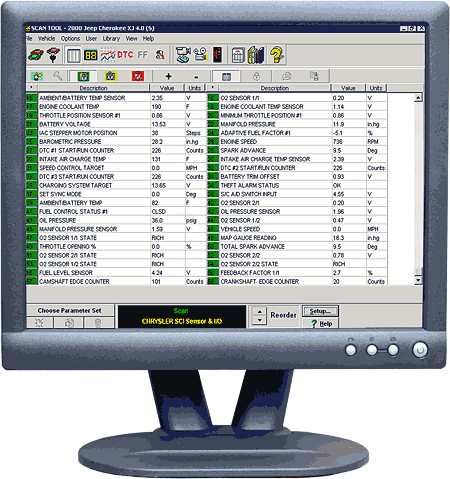 SCAN TOOL - 2000 Jeep Cherokee XJ 4.0 (S)
File Vehicle Options User Library View Help
DTC FF
* Description Value Units * Description Value Units
AMBIENT/BATTERY TEMP SENSOR 2.35 V O2 SENSOR 1/1 0.20 V
ENGINE COOLANT TEMP 190 F ENGINE COOLANT TEMP SENSOR 1.14 V
THROTTLE POSITION SENSOR #1 0.86 V MINIMUM THROTTLE POSITION #1 0.86 V
BATTERY VOLTAGE 13.53 V MANIFOLD PRESSURE 11.9 in.hg
IAC STEPPER MOTOR POSITION 38 Steps ADAPTIVE FUEL FACTOR #1 -5.1 %
BAROMETRIC PRESSURE 28.2 in.hg ENGINE SPEED 736 RPM
DTC #1 START/RUN COUNTER 226 Counts SPARK ADVANCE 9.5 Deg
INTAKE AIR CHARGE TEMP 131 F INTAKE AIR CHARGE TEMP SENSOR 2.39 V
SPEED CONTROL TARGET 0.0 MPH DTC #2 START/RUN COUNTER 226 Counts
DTC #3 START/RUN COUNTER 226 Counts BATTERY TRIM OFFSET 0.93 V
CHARGING SYSTEM TARGET 13.65 V THEFT ALARM STATUS OK
SET SYNC MODE 0.0 Deg S/C A/D SWITCH INPUT 4.55 V
AMBIENT/BATTERY TEMP 82 F O2 SENSOR 2/1 0.20 V
FUEL CONTROL STATUS #1 CLSD OIL PRESSURE SENSOR 1.96 V
OIL PRESSURE 36.0 psig O2 SENSOR 1/2 0.47 V
MANIFOLD PRESSURE SENSOR 1.59 V VEHICLE SPEED 0.0 MPH
O2 SENSOR 1/1 STATE RICH MAP GAUGE READING 16.3 in.hg
THROTTLE OPENING % 0.0 % TOTAL SPARK ADVANCE 9.5 Deg
O2 SENSOR 2/1 STATE RICH O2 SENSOR 2/2 0.78 V
O2 SENSOR 1/2 STATE RICH O2 SENSOR 2/2 STATE RICH
FUEL LEVEL SENSOR 4.24 V FEEDBACK FACTOR 1/1 2.7 %
CAMSHAFT EDGE COUNTER 101 Counts CRANKSHAFT EDGE COUNTER 20 Counts
Choose Parameter Set Scan Reorder Setup...
CHRYSLER SCI Sensor & I/O ? Help